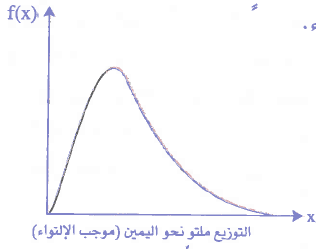 f(x)
x
التوزيع ملتو نحو اليمين (موجب الإلتواء)